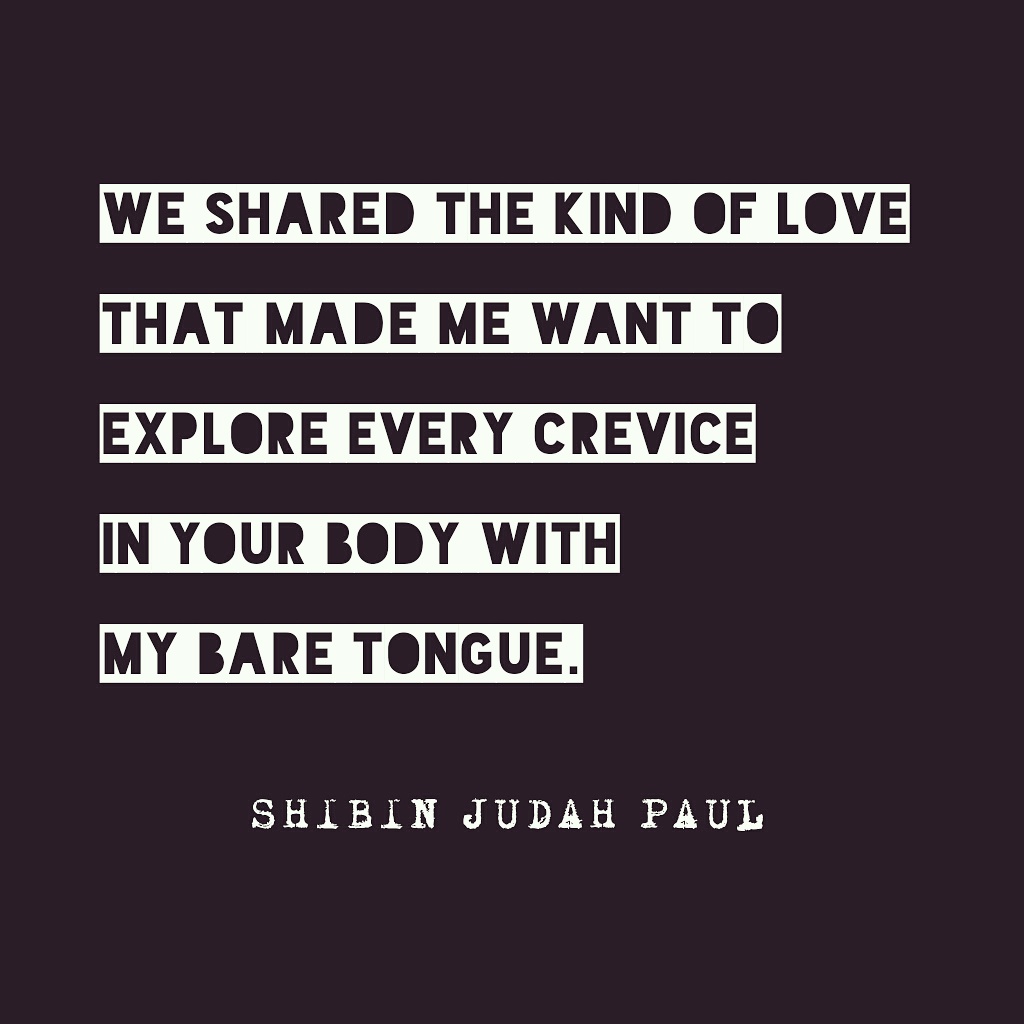 WE SHARED THE KIND OF LOVE
THAT MADE ME WANT TO
EXPLORE EVERY CREVICE
IN YOUR BODY WITH
MY BARE TONGUE.
SHIBIN JUDAH PAUL